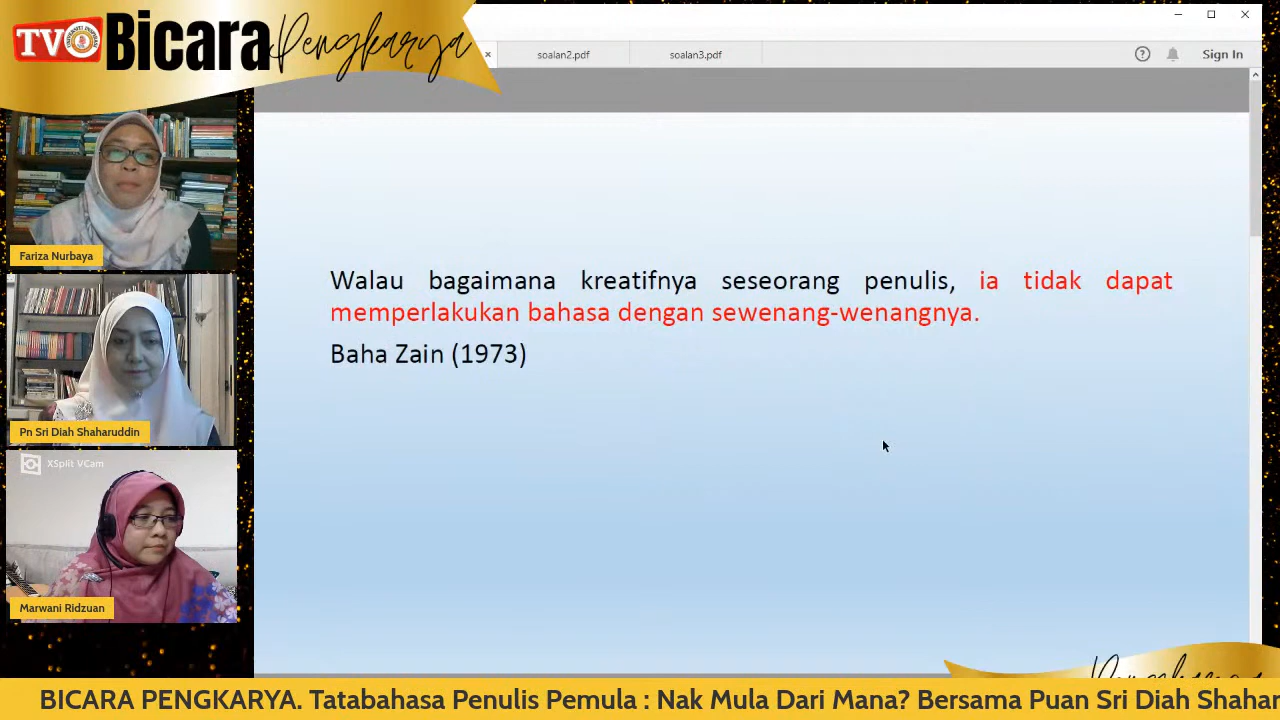 TVO Bicara Pengkarya
soalan2.pdf
soalan3.pdf
Sign In
Fariza Nurbaya
Walau bagaimana kreatifnya seseorang penulis, ia tidak dapat
memperlakukan bahasa dengan sewenang-wenangnya.
Baha Zain (1973)
Pn Sri Diah Shaharuddin
XSplit VCam
Marwani Ridzuan
BICARA PENGKARYA. Tatabahasa Penulis Pemula : Nak Mula Dari Mana? Bersama Puan Sri Diah Shahar